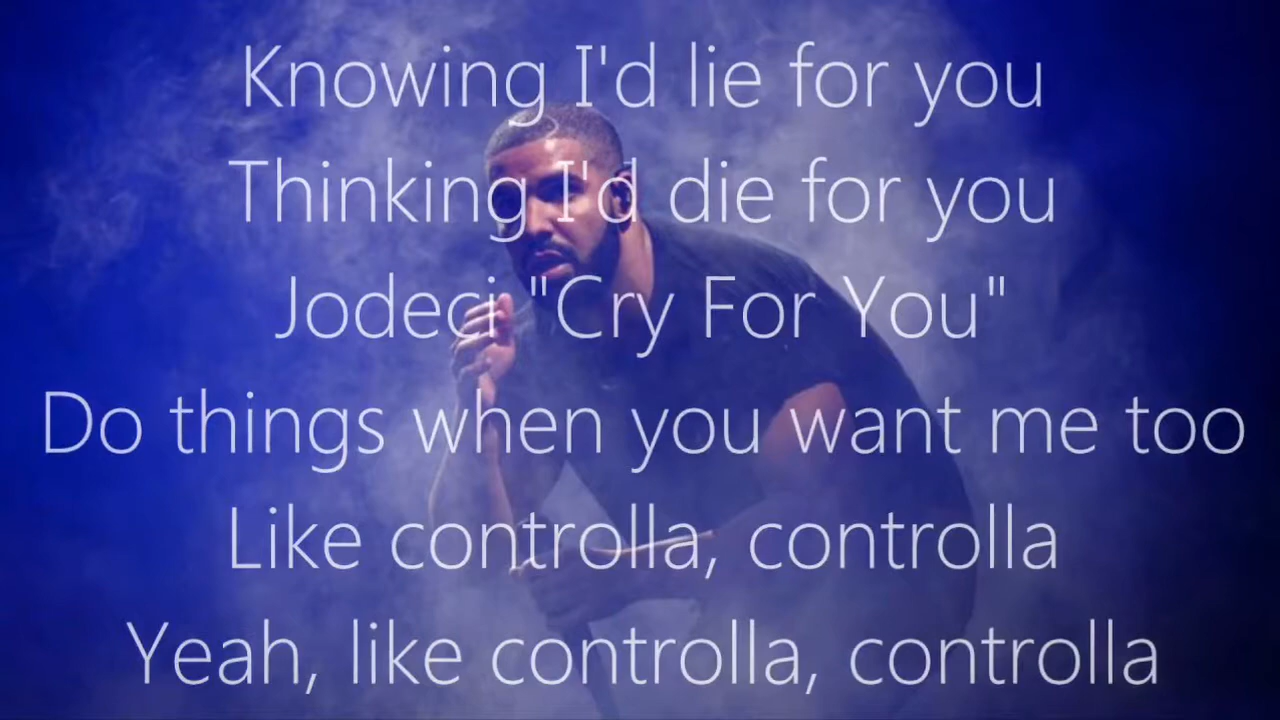 Knowing I'd lie for you
Thinking I'd die for you
Jodeci "Cry For You"
Do things when you want me too
Like controlla, controlla
Yeah, like controlla, controlla